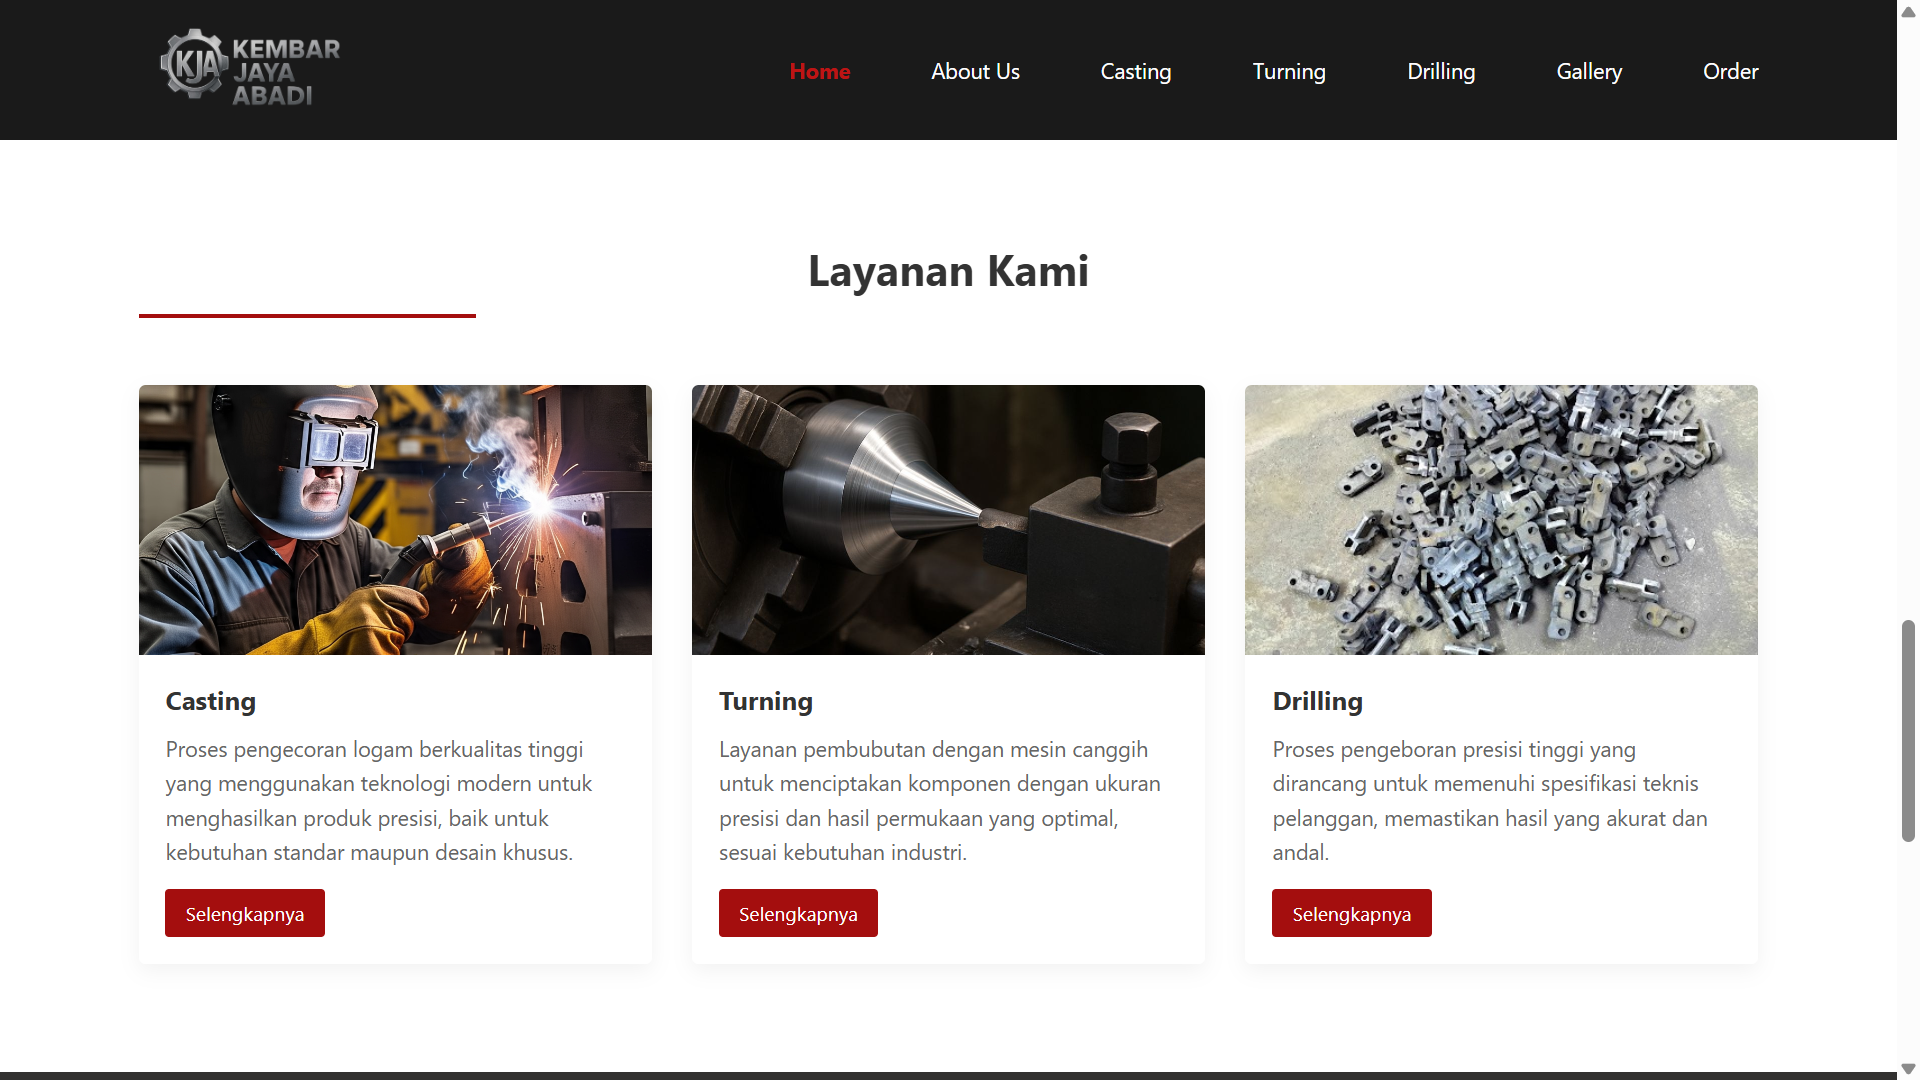 KJA
KEMBAR
JAYA
ABADI
Home
About Us
Casting
Turning
Drilling
Gallery
Order
Layanan Kami
Casting
Proses pengecoran logam berkualitas tinggi
yang menggunakan teknologi modern untuk
menghasilkan produk presisi, baik untuk
kebutuhan standar maupun desain khusus.
Selengkapnya
Turning
Layanan pembubutan dengan mesin canggih
untuk menciptakan komponen dengan ukuran
presisi dan hasil permukaan yang optimal,
sesuai kebutuhan industri.
Selengkapnya
Drilling
Proses pengeboran presisi tinggi yang
dirancang untuk memenuhi spesifikasi teknis
pelanggan, memastikan hasil yang akurat dan
andal.
Selengkapnya